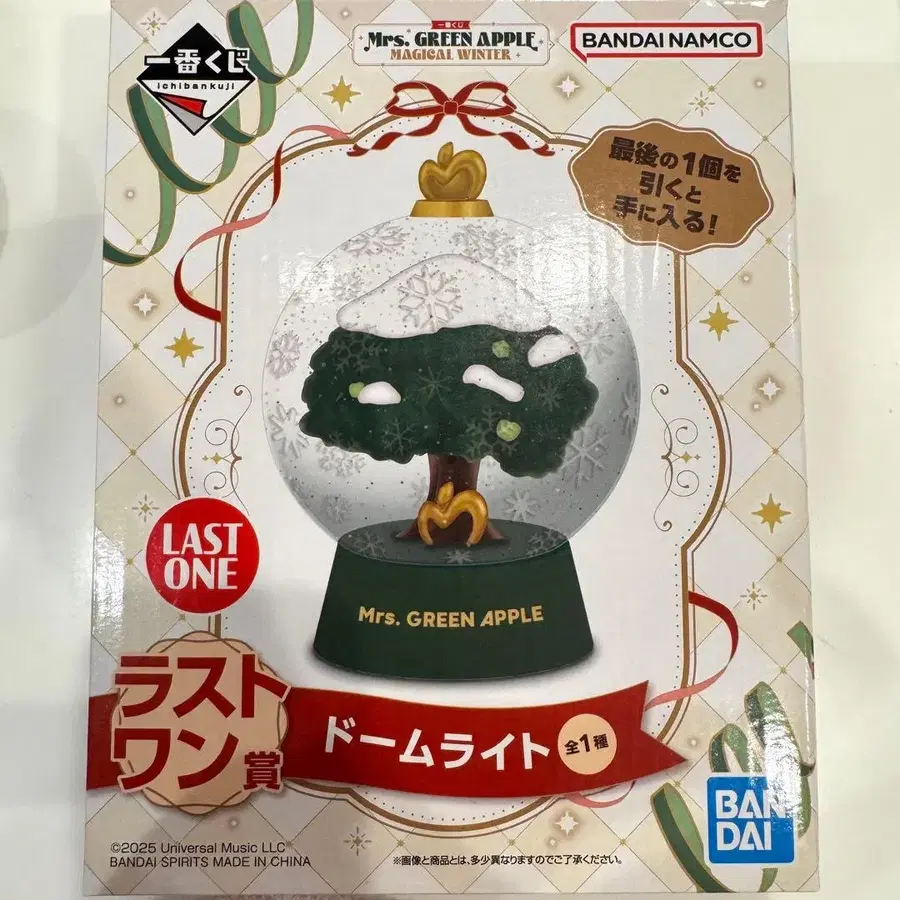 一番くじ
ichibankuji
一番くじ
Mrs. GREEN APPLE
MAGICAL WINTER
BANDAI NAMCO
最後の1個を
引くと
手に入る!
Mrs. GREEN APPLE
LAST
ONE
ラスト
ワン賞
ドームライト
全1種
BAN
DAI
©2025 Universal Music LLC
BANDAI SPIRITS MADE IN CHINA
※画像と商品とは、多少異なりますのでご了承ください。